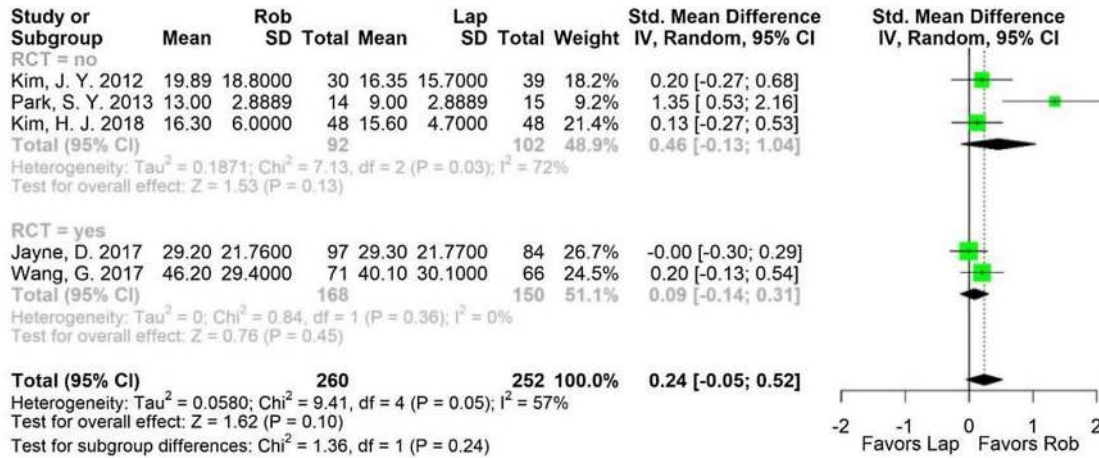 Study or Rob Lap Std. Mean Difference Std. Mean Difference
Subgroup Mean SD Total Mean SD Total Weight IV, Random, 95% CI IV, Random, 95% CI
RCT = no
Kim, J. Y. 2012 19.89 18.8000 30 16.35 15.7000 39 18.2% 0.20 [-0.27; 0.68]
Park, S. Y. 2013 13.00 2.8889 14 9.00 2.8889 15 9.2% 1.35 [ 0.53; 2.16]
Kim, H. J. 2018 16.30 6.0000 48 15.60 4.7000 48 21.4% 0.13 [-0.27; 0.53]
Total (95% CI) 92 102 48.9% 0.46 [-0.13; 1.04]
Heterogeneity: Tau² = 0.1871; Chi² = 7.13, df = 2 (P = 0.03); I² = 72%
Test for overall effect: Z = 1.53 (P = 0.13)
RCT = yes
Jayne, D. 2017 29.20 21.7600 97 29.30 21.7700 84 26.7% -0.00 [-0.30; 0.29]
Wang, G. 2017 46.20 29.4000 71 40.10 30.1000 66 24.5% 0.20 [-0.13; 0.54]
Total (95% CI) 168 150 51.1% 0.09 [-0.14; 0.31]
Heterogeneity: Tau² = 0; Chi² = 0.84, df = 1 (P = 0.36); I² = 0%
Test for overall effect: Z = 0.76 (P = 0.45)
Total (95% CI) 260 252 100.0% 0.24 [-0.05; 0.52]
Heterogeneity: Tau² = 0.0580; Chi² = 9.41, df = 4 (P = 0.05); I² = 57%
Test for overall effect: Z = 1.62 (P = 0.10)
Test for subgroup differences: Chi² = 1.36, df = 1 (P = 0.24)
-2 -1 0 1 2
Favors Lap Favors Rob